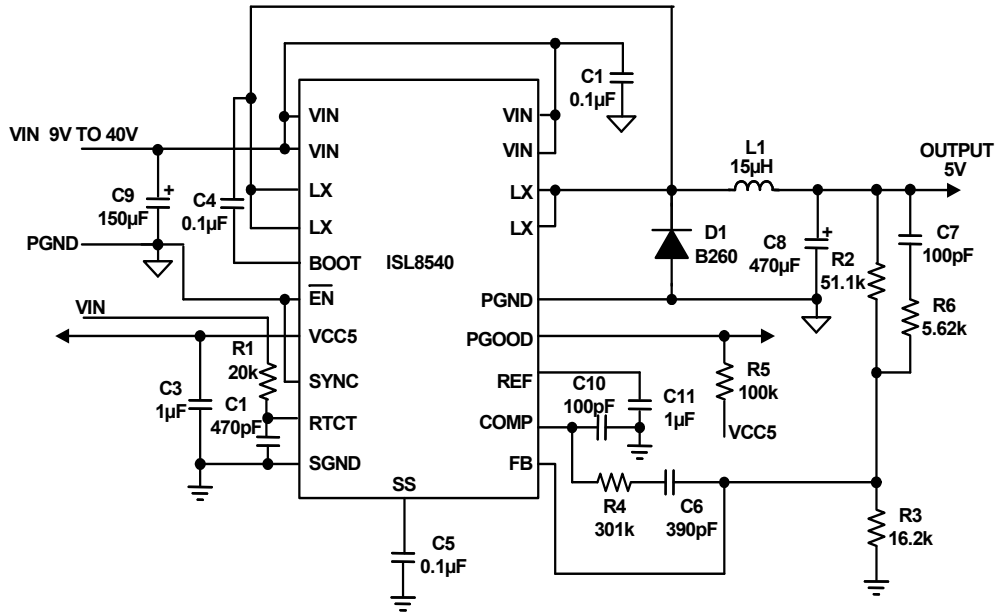 C1
0.1µF
VIN
VIN
VIN 9V TO 40V
VIN
VIN
L1
15µH
OUTPUT
5V
C9
150µF
+
C4
0.1µF
LX
LX
LX
LX
D1
B260
C8
470µF
+
R2
51.1k
C7
100pF
PGND
BOOT
ISL8540
EN
PGND
R6
5.62k
VIN
VCC5
PGOOD
R1
20k
SYNC
REF
C10
100pF
C11
1µF
R5
100k
C3
1µF
C1
470pF
RTCT
COMP
VCC5
SGND
FB
SS
R4
301k
C6
390pF
R3
16.2k
C5
0.1µF